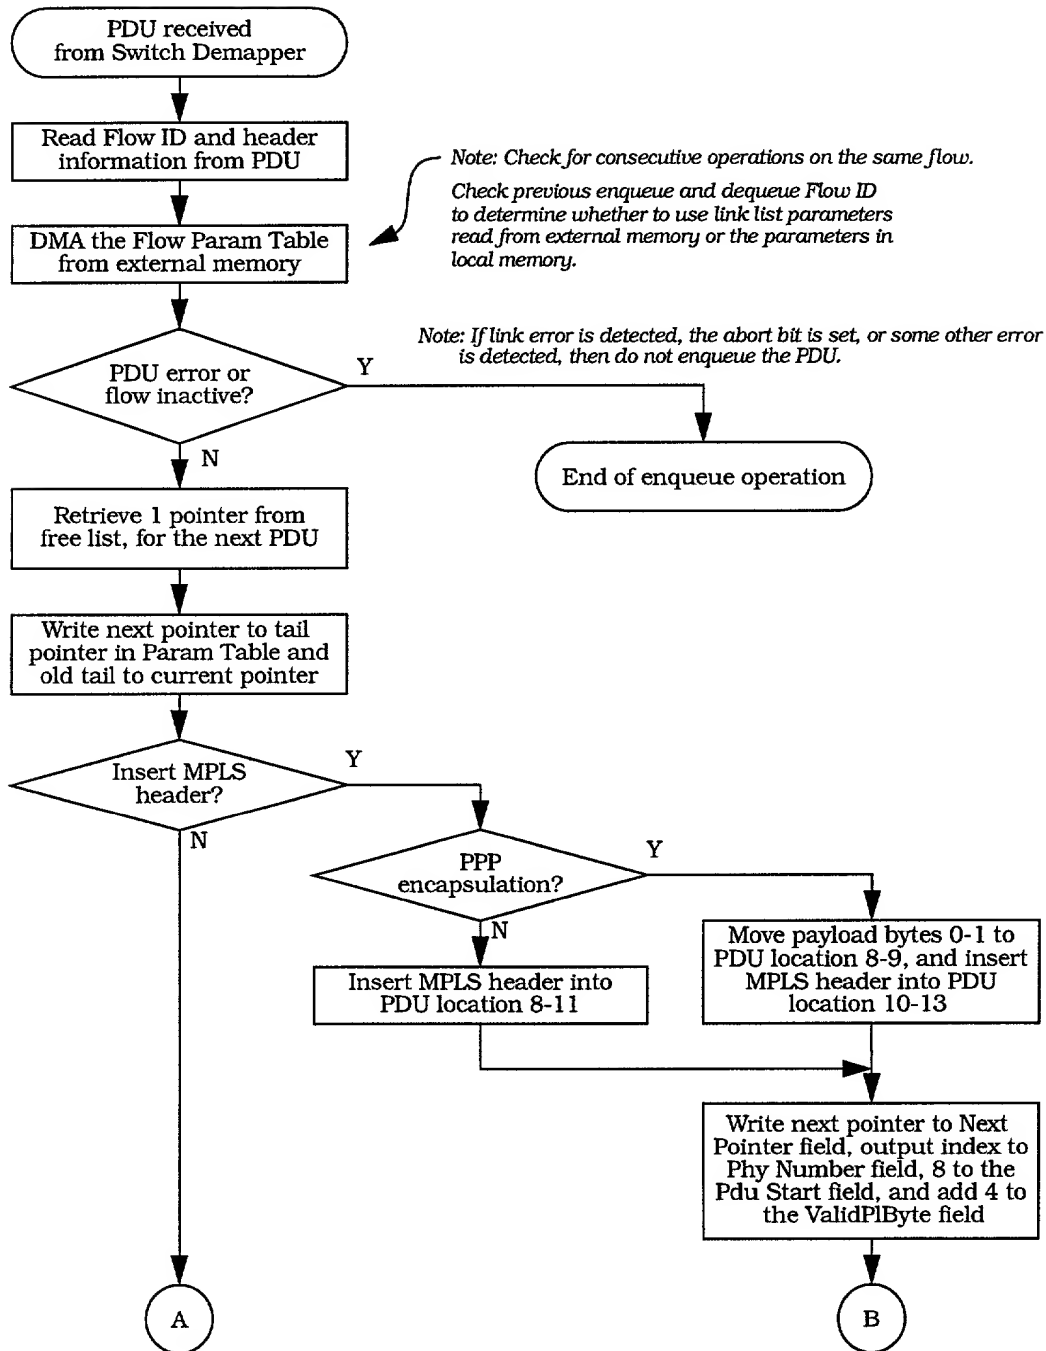 PDU received
from Switch Demapper
Read Flow ID and header
information from PDU
Note: Check for consecutive operations on the same flow.
Check previous enqueue and dequeue Flow ID
to determine whether to use link list parameters
read from external memory or the parameters in
local memory.
DMA the Flow Param Table
from external memory
Note: If link error is detected, the abort bit is set, or some other error
is detected, then do not enqueue the PDU.
PDU error or
flow inactive?
Y
N
End of enqueue operation
Retrieve 1 pointer from
free list, for the next PDU
Write next pointer to tail
pointer in Param Table and
old tail to current pointer
Insert MPLS
header?
Y
N
PPP
encapsulation?
Y
N
Insert MPLS header into
PDU location 8-11
Move payload bytes 0-1 to
PDU location 8-9, and insert
MPLS header into PDU
location 10-13
Write next pointer to Next
Pointer field, output index to
Phy Number field, 8 to the
Pdu Start field, and add 4 to
the ValidPlByte field
A
B